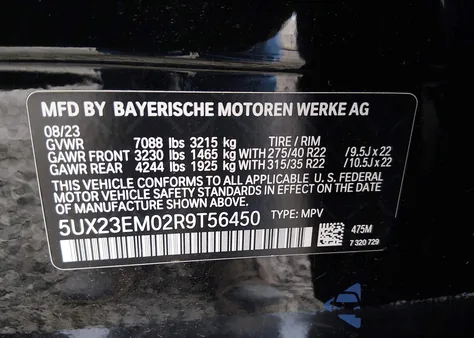 MFD BY BAYERISCHE MOTOREN WERKE AG
08/23
GVWR 7088 lbs 3215 kg TIRE / RIM
GAWR FRONT 3230 lbs 1465 kg WITH 275/40 R22 /9.5J x 22
GAWR REAR 4244 lbs 1925 kg WITH 315/35 R22 /10.5J x 22
THIS VEHICLE CONFORMS TO ALL APPLICABLE U.S. FEDERAL
MOTOR VEHICLE SAFETY STANDARDS IN EFFECT ON THE DATE
OF MANUFACTURE SHOWN ABOVE.
5UX23EM02R9T56450 TYPE: MPV
475M
7 320 729